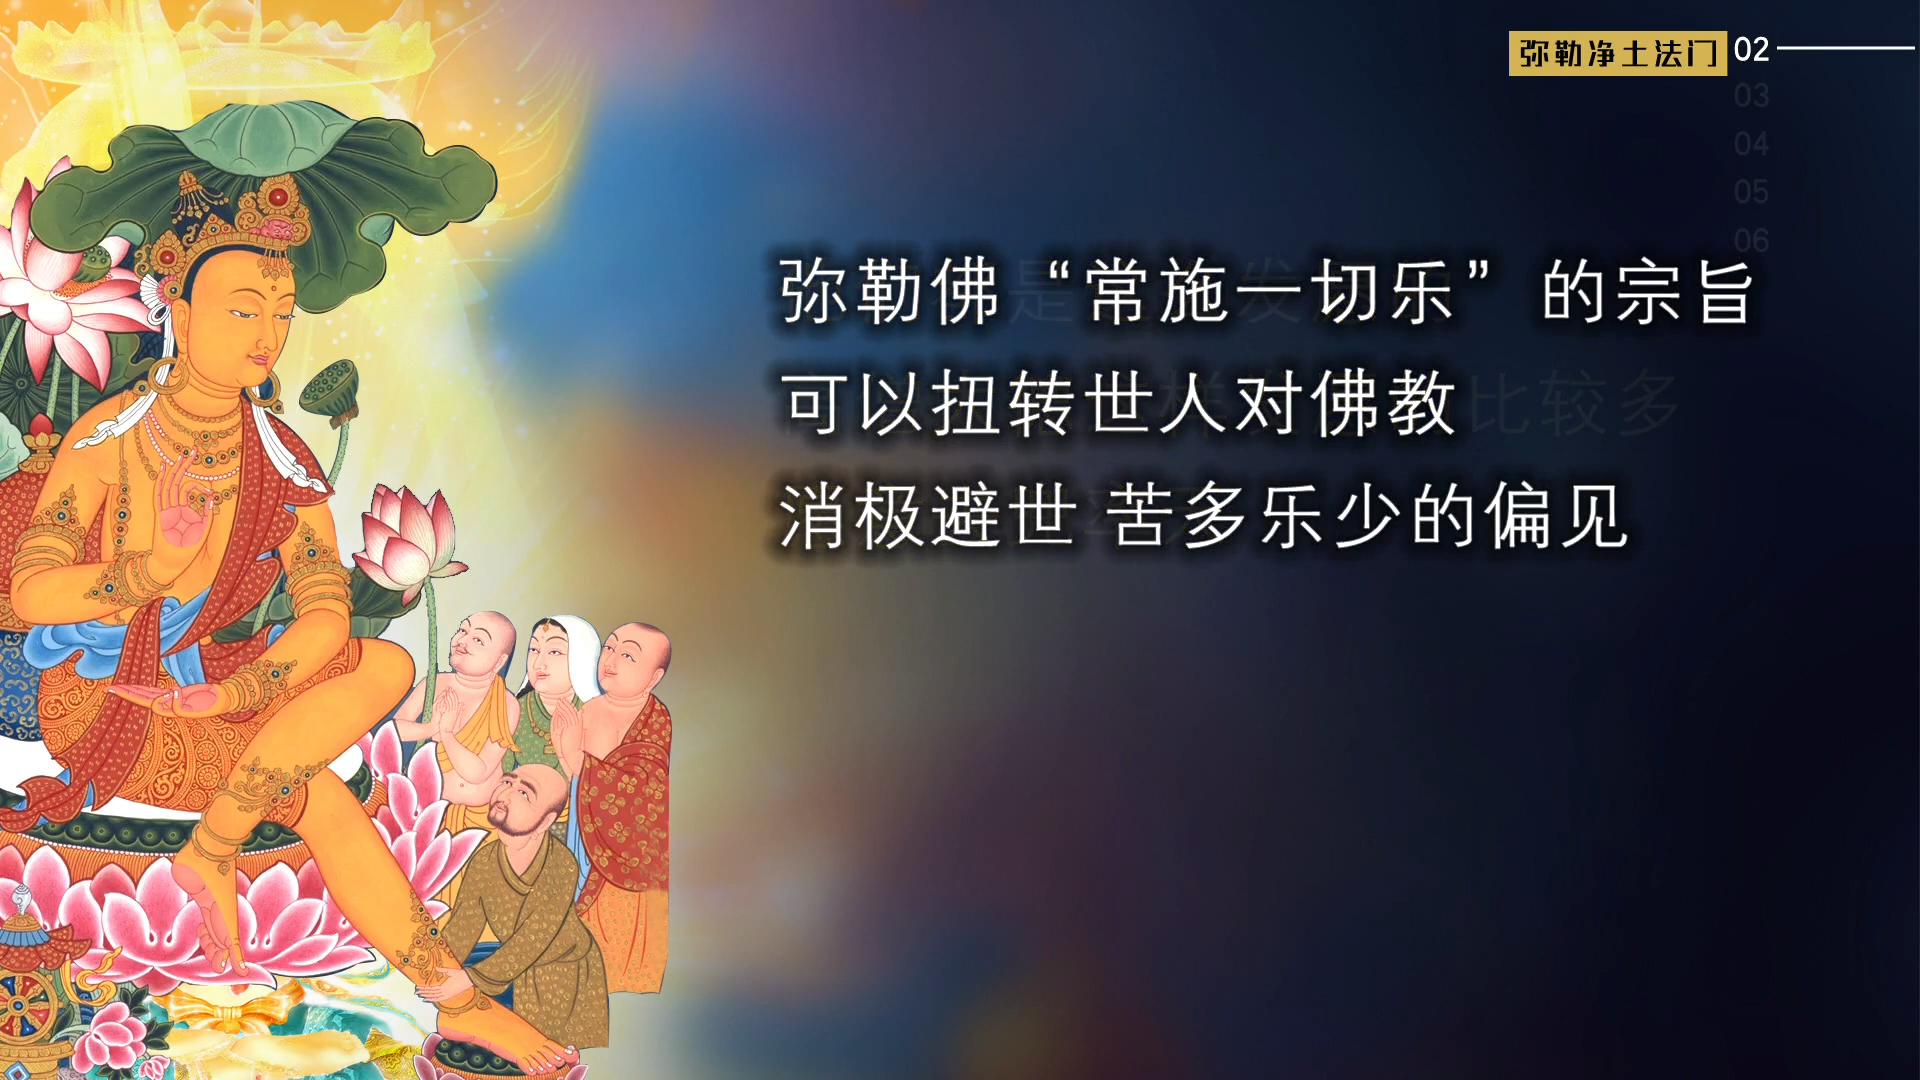 弥勒净土法门 02
03
04
05
06
弥勒佛“常施一切乐”的宗旨
可以扭转世人对佛教
消极避世 苦多乐少的偏见
比较多